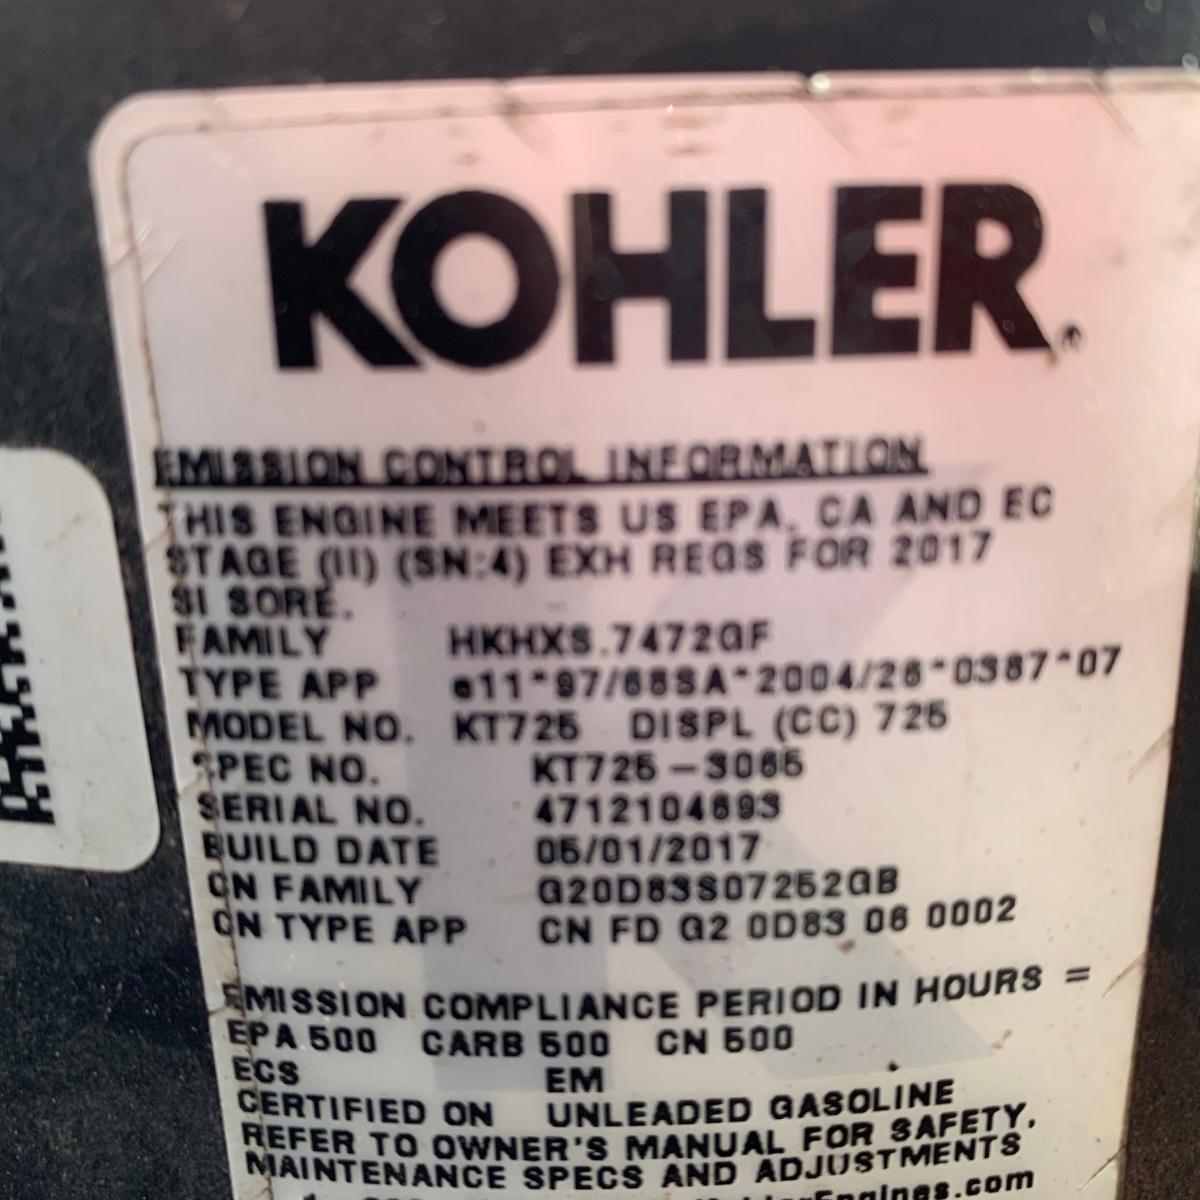 KOHLER.
EMISSION CONTROL INFORMATION
THIS ENGINE MEETS US EPA, CA AND EC
STAGE (II) (SN:4) EXH REGS FOR 2017
SI SORE.
FAMILY HKHXS.7472GF
TYPE APP e11*97/68SA*2004/26*0387*07
MODEL NO. KT725 DISPL (CC) 725
SPEC NO. KT725-3065
SERIAL NO. 4712104693
BUILD DATE 05/01/2017
CN FAMILY G20D83S07252GB
CN TYPE APP CN FD G2 0D83 06 0002
EMISSION COMPLIANCE PERIOD IN HOURS =
EPA 500 CARB 500 CN 500
ECS EM
CERTIFIED ON UNLEADED GASOLINE
REFER TO OWNER'S MANUAL FOR SAFETY,
MAINTENANCE SPECS AND ADJUSTMENTS
KohlerEngines.com